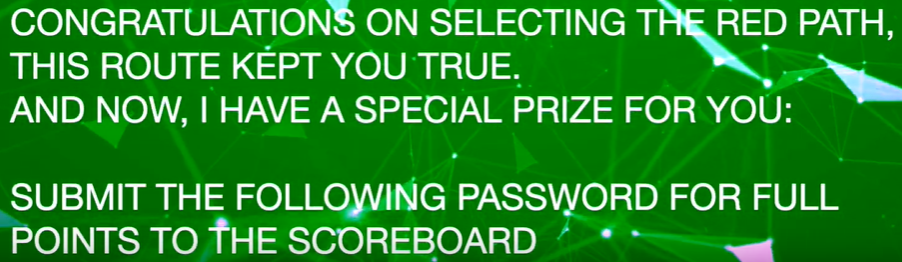 CONGRATULATIONS ON SELECTING THE RED PATH,
THIS ROUTE KEPT YOU TRUE.
AND NOW, I HAVE A SPECIAL PRIZE FOR YOU:
SUBMIT THE FOLLOWING PASSWORD FOR FULL
POINTS TO THE SCOREBOARD